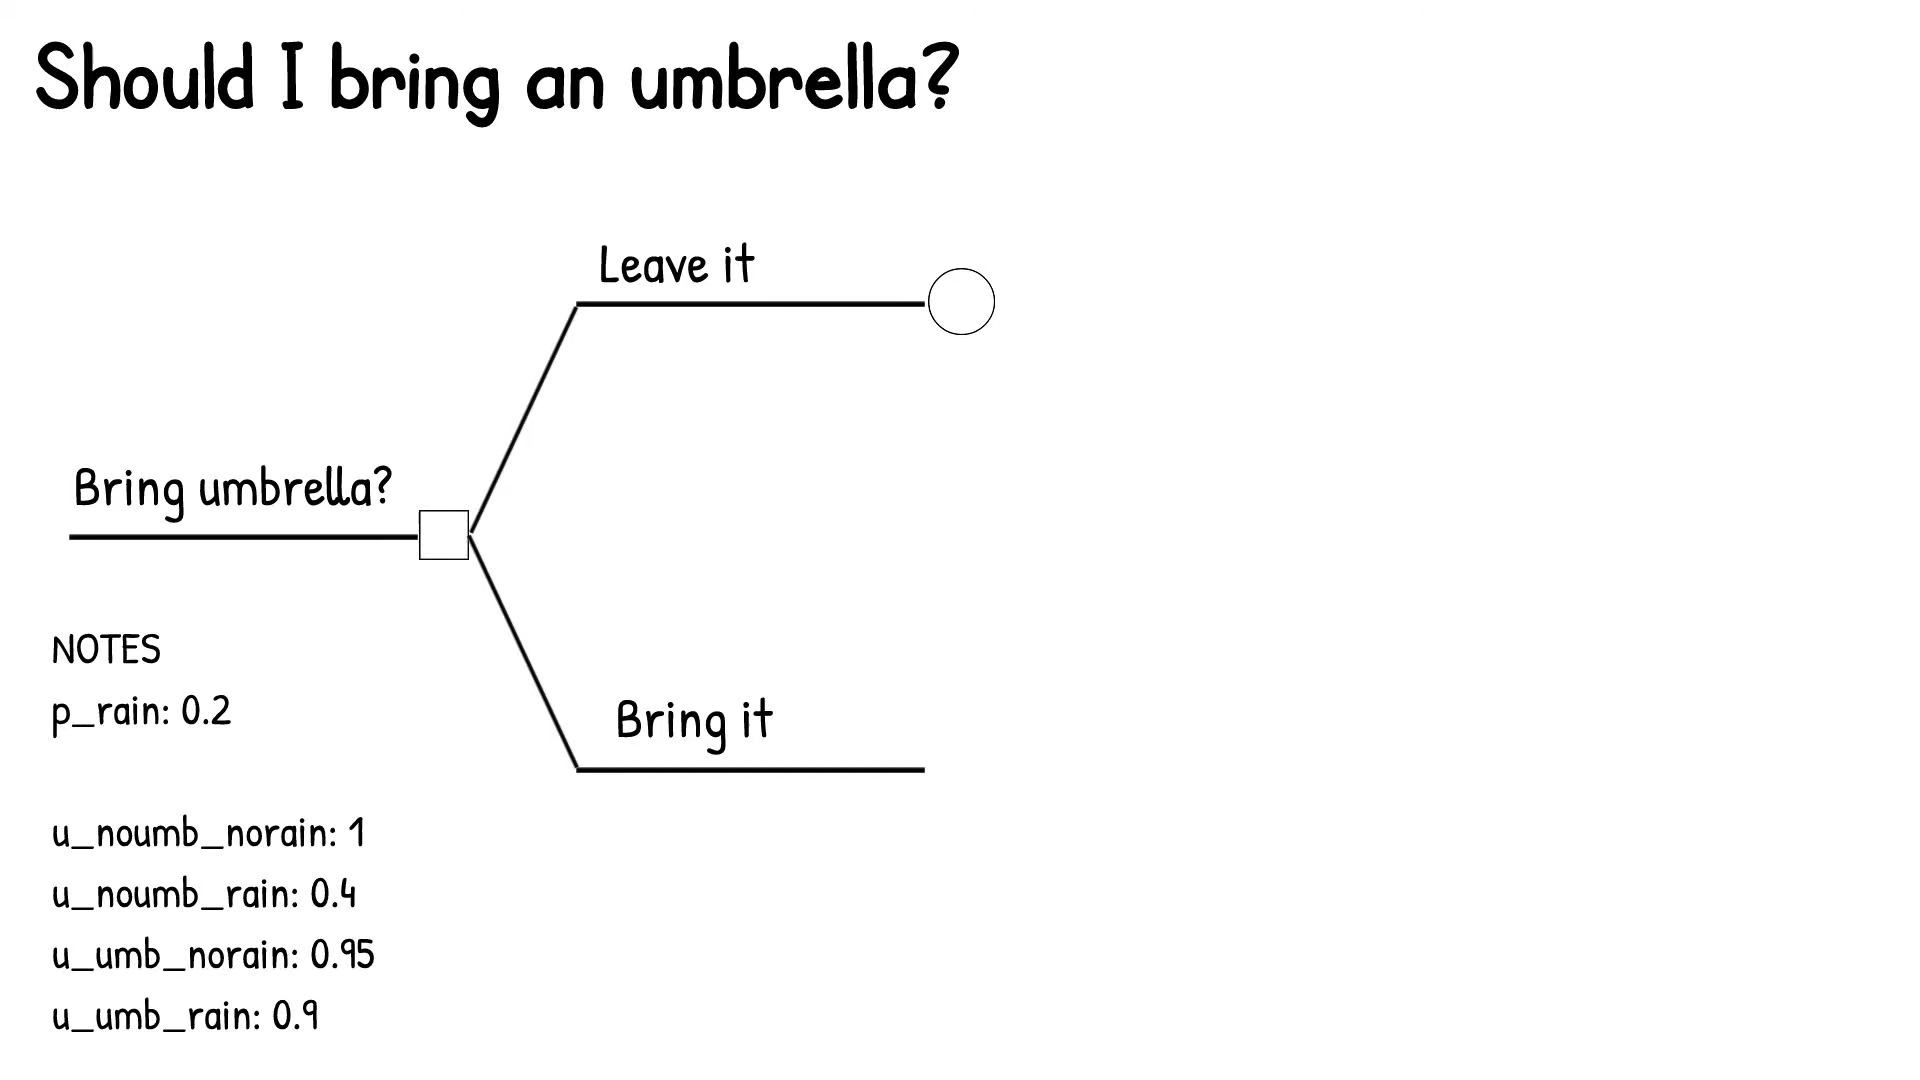 Should I bring an umbrella?
Leave it
Bring umbrella?
Bring it
NOTES
p_rain: 0.2
u_noumb_norain: 1
u_noumb_rain: 0.4
u_umb_norain: 0.95
u_umb_rain: 0.9